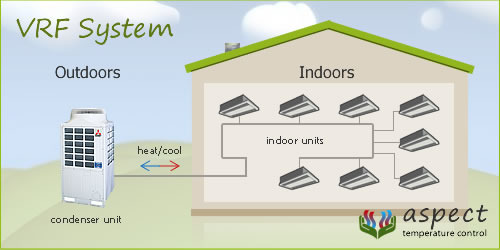 VRF System
Outdoors
Indoors
heat/cool
indoor units
condenser unit
aspect
temperature control